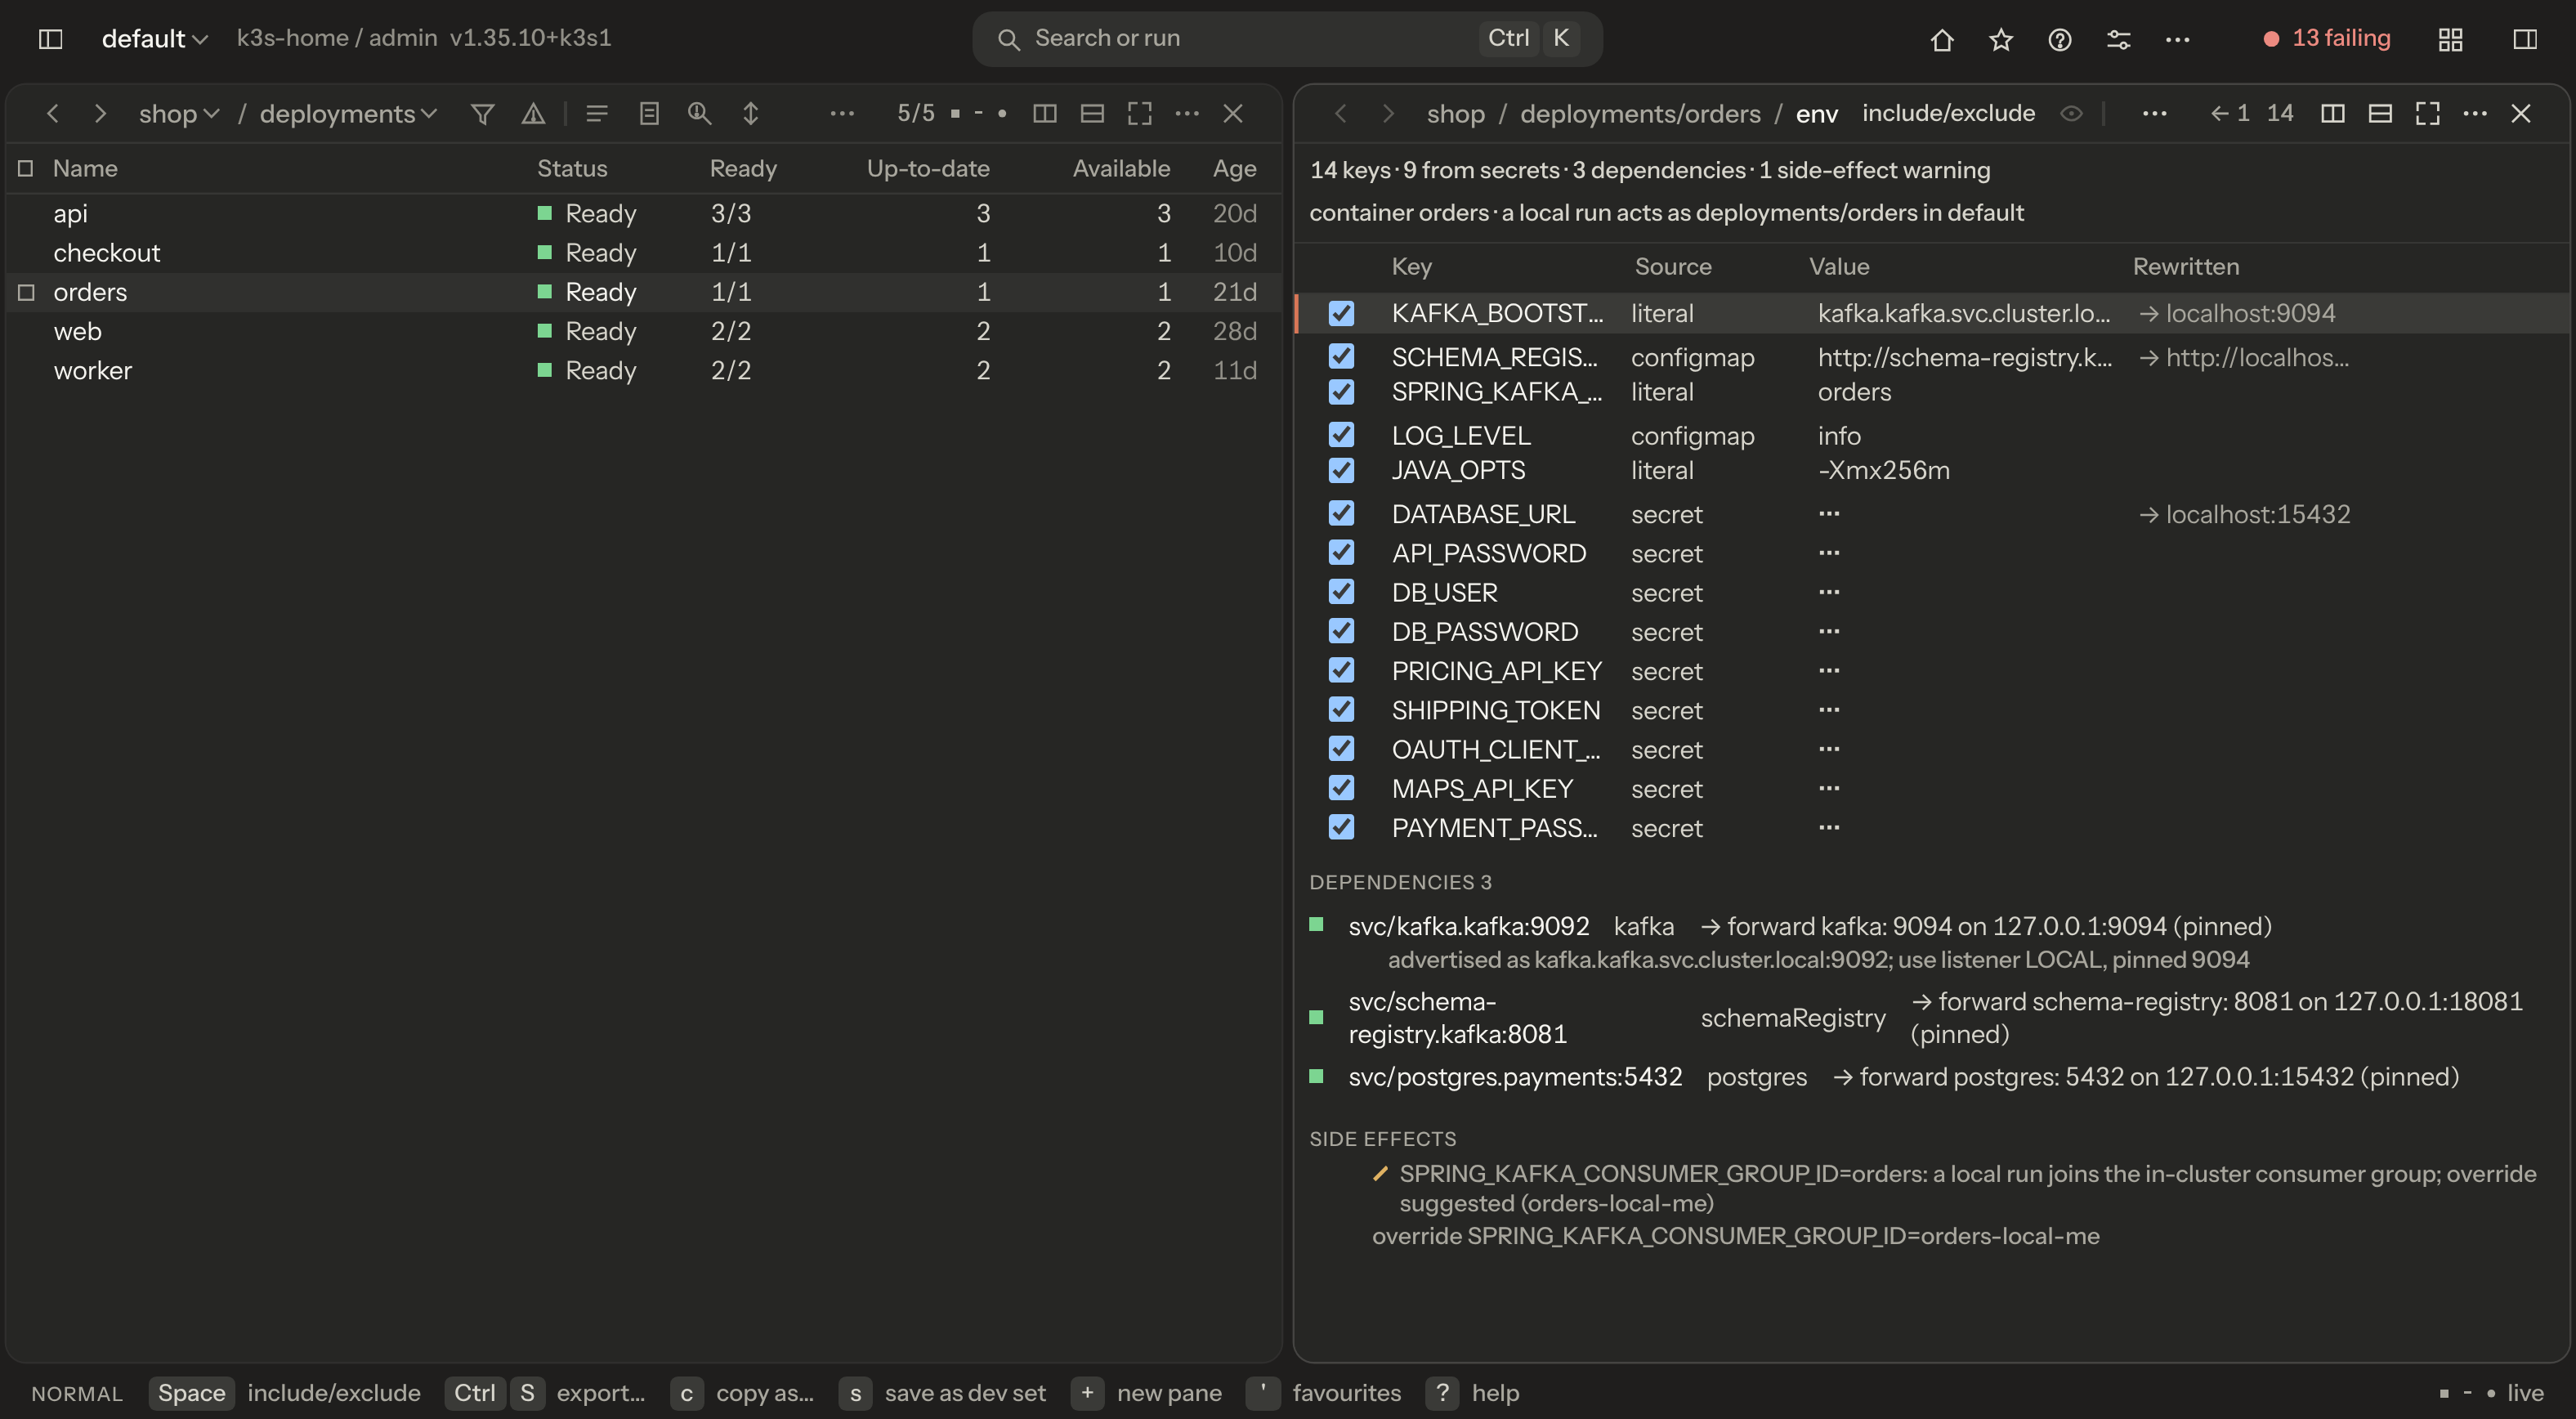 default k3s-home / admin v1.35.10+k3s1 Search or run Ctrl K 13 failing
shop / deployments 5/5
Name Status Ready Up-to-date Available Age
api Ready 3/3 3 3 20d
checkout Ready 1/1 1 1 10d
orders Ready 1/1 1 1 21d
web Ready 2/2 2 2 28d
worker Ready 2/2 2 2 11d
shop / deployments/orders / env include/exclude ← 1 14
14 keys · 9 from secrets · 3 dependencies · 1 side-effect warning
container orders · a local run acts as deployments/orders in default
Key Source Value Rewritten
KAFKA_BOOTST... literal kafka.kafka.svc.cluster.lo... → localhost:9094
SCHEMA_REGIS... configmap http://schema-registry.k... → http://localhos...
SPRING_KAFKA_... literal orders
LOG_LEVEL configmap info
JAVA_OPTS literal -Xmx256m
DATABASE_URL secret ··· → localhost:15432
API_PASSWORD secret ···
DB_USER secret ···
DB_PASSWORD secret ···
PRICING_API_KEY secret ···
SHIPPING_TOKEN secret ···
OAUTH_CLIENT_... secret ···
MAPS_API_KEY secret ···
PAYMENT_PASS... secret ···
DEPENDENCIES 3
svc/kafka.kafka:9092 kafka → forward kafka: 9094 on 127.0.0.1:9094 (pinned)
advertised as kafka.kafka.svc.cluster.local:9092; use listener LOCAL, pinned 9094
svc/schema-
registry.kafka:8081 schemaRegistry → forward schema-registry: 8081 on 127.0.0.1:18081
(pinned)
svc/postgres.payments:5432 postgres → forward postgres: 5432 on 127.0.0.1:15432 (pinned)
SIDE EFFECTS
SPRING_KAFKA_CONSUMER_GROUP_ID=orders: a local run joins the in-cluster consumer group; override
suggested (orders-local-me)
override SPRING_KAFKA_CONSUMER_GROUP_ID=orders-local-me
NORMAL Space include/exclude Ctrl S export... c copy as... s save as dev set + new pane ' favourites ? help live